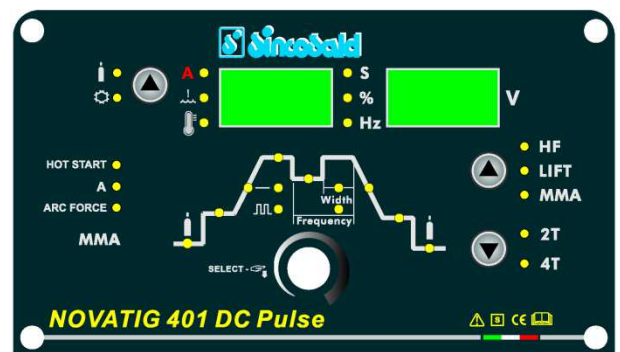 Sincosald
A
S
%
Hz
V
HF
LIFT
MMA
HOT START
A
ARC FORCE
MMA
Width
Frequency
2T
4T
SELECT -
NOVATIG 401 DC Pulse
S CE